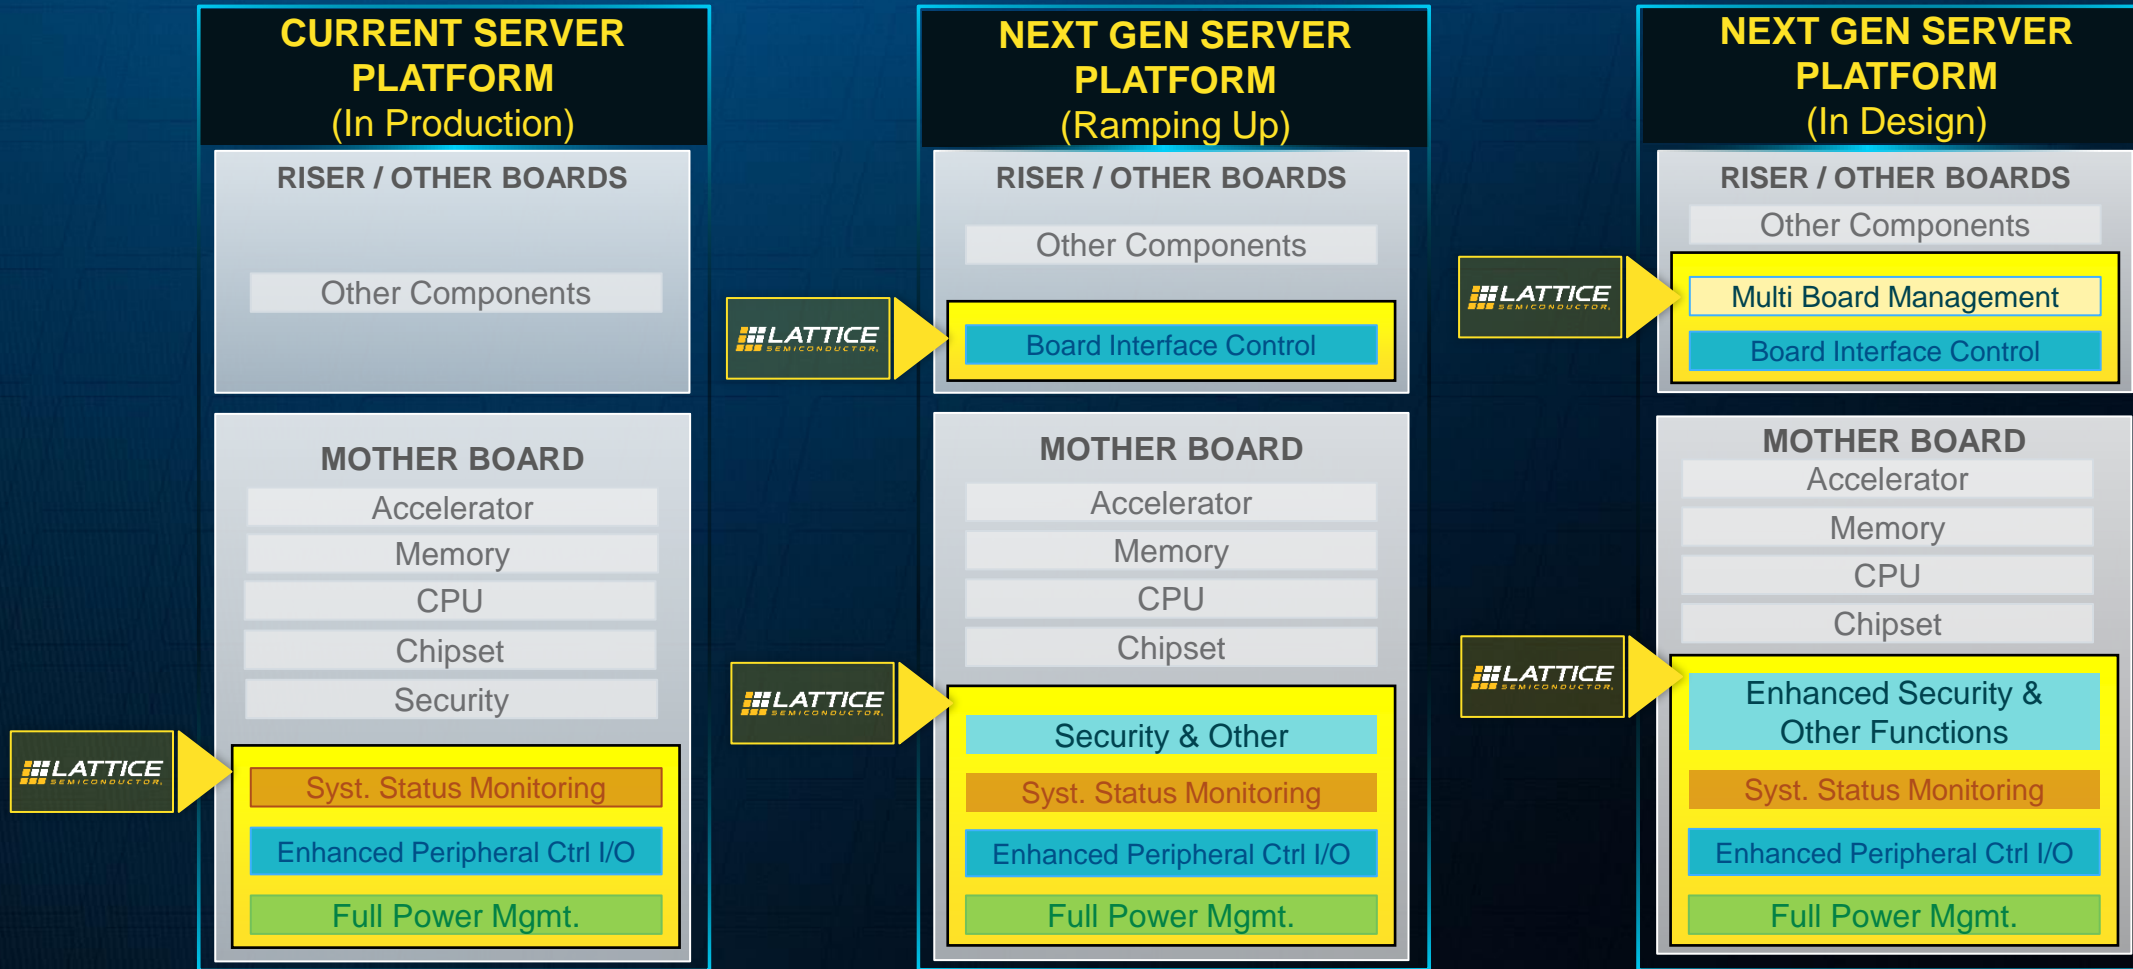 CURRENT SERVER
PLATFORM
(In Production)
RISER / OTHER BOARDS
Other Components
MOTHER BOARD
Accelerator
Memory
CPU
Chipset
Security
LATTICE
SEMICONDUCTOR.
Syst. Status Monitoring
Enhanced Peripheral Ctrl I/O
Full Power Mgmt.
NEXT GEN SERVER
PLATFORM
(Ramping Up)
RISER / OTHER BOARDS
Other Components
LATTICE
SEMICONDUCTOR.
Board Interface Control
MOTHER BOARD
Accelerator
Memory
CPU
Chipset
LATTICE
SEMICONDUCTOR.
Security & Other
Syst. Status Monitoring
Enhanced Peripheral Ctrl I/O
Full Power Mgmt.
NEXT GEN SERVER
PLATFORM
(In Design)
RISER / OTHER BOARDS
Other Components
LATTICE
SEMICONDUCTOR.
Multi Board Management
Board Interface Control
MOTHER BOARD
Accelerator
Memory
CPU
Chipset
LATTICE
SEMICONDUCTOR.
Enhanced Security &
Other Functions
Syst. Status Monitoring
Enhanced Peripheral Ctrl I/O
Full Power Mgmt.